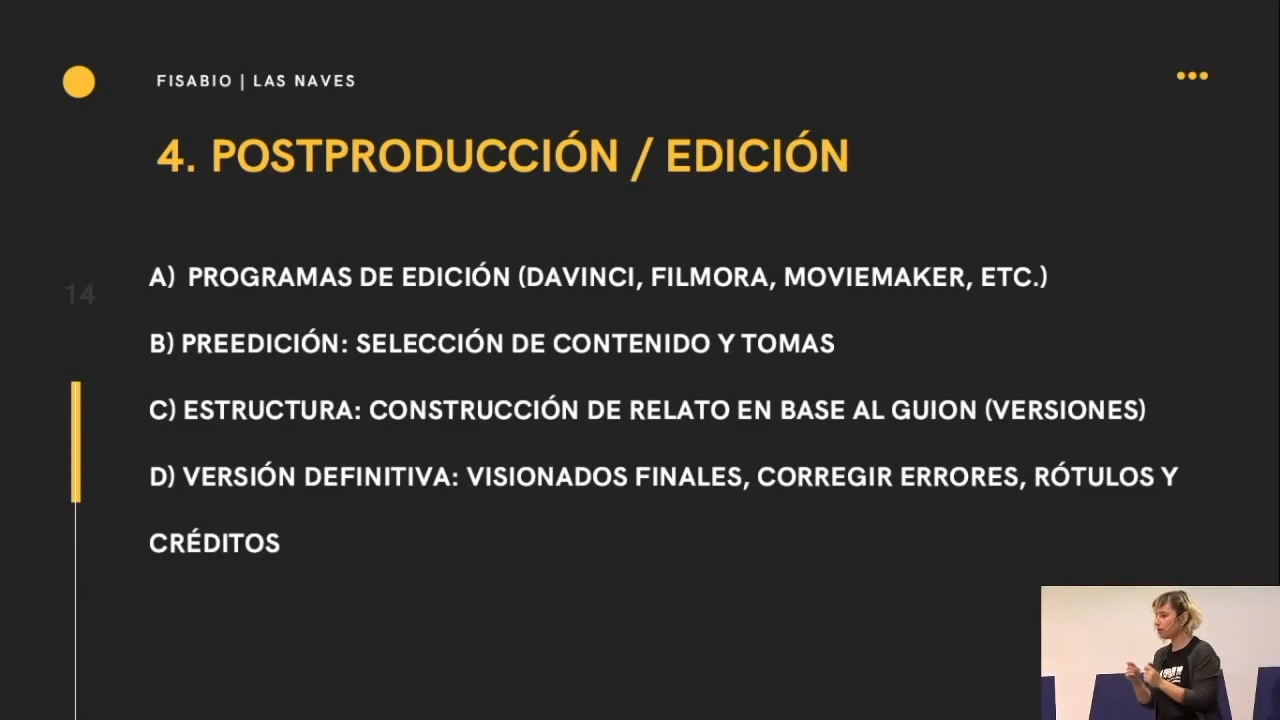 FISABIO | LAS NAVES
4. POSTPRODUCCIÓN / EDICIÓN
14
A) PROGRAMAS DE EDICIÓN (DAVINCI, FILMORA, MOVIEMAKER, ETC.)
B) PREEDICIÓN: SELECCIÓN DE CONTENIDO Y TOMAS
C) ESTRUCTURA: CONSTRUCCIÓN DE RELATO EN BASE AL GUION (VERSIONES)
D) VERSIÓN DEFINITIVA: VISIONADOS FINALES, CORREGIR ERRORES, RÓTULOS Y
CRÉDITOS